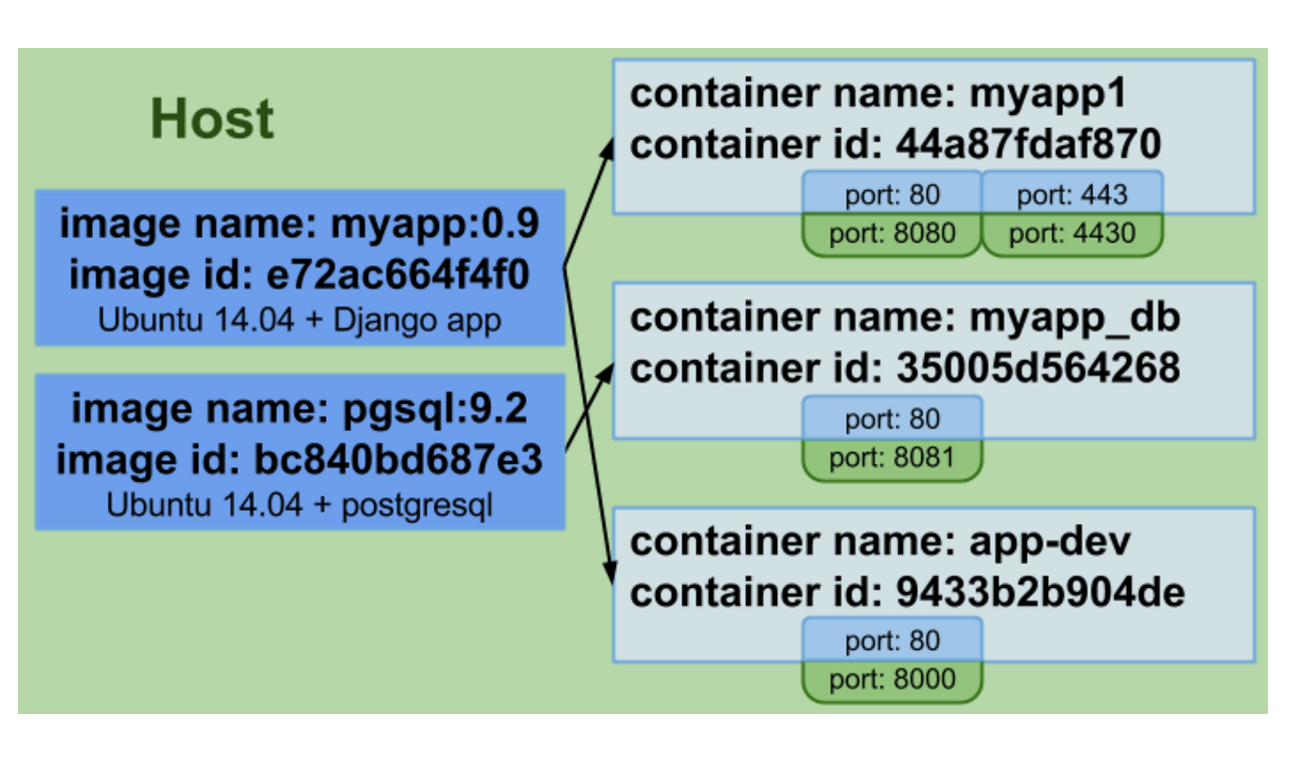 Host
image name: myapp:0.9
image id: e72ac664f4f0
Ubuntu 14.04 + Django app
image name: pgsql:9.2
image id: bc840bd687e3
Ubuntu 14.04 + postgresql
container name: myapp1
container id: 44a87fdaf870
port: 80
port: 443
port: 8080
port: 4430
container name: myapp_db
container id: 35005d564268
port: 80
port: 8081
container name: app-dev
container id: 9433b2b904de
port: 80
port: 8000